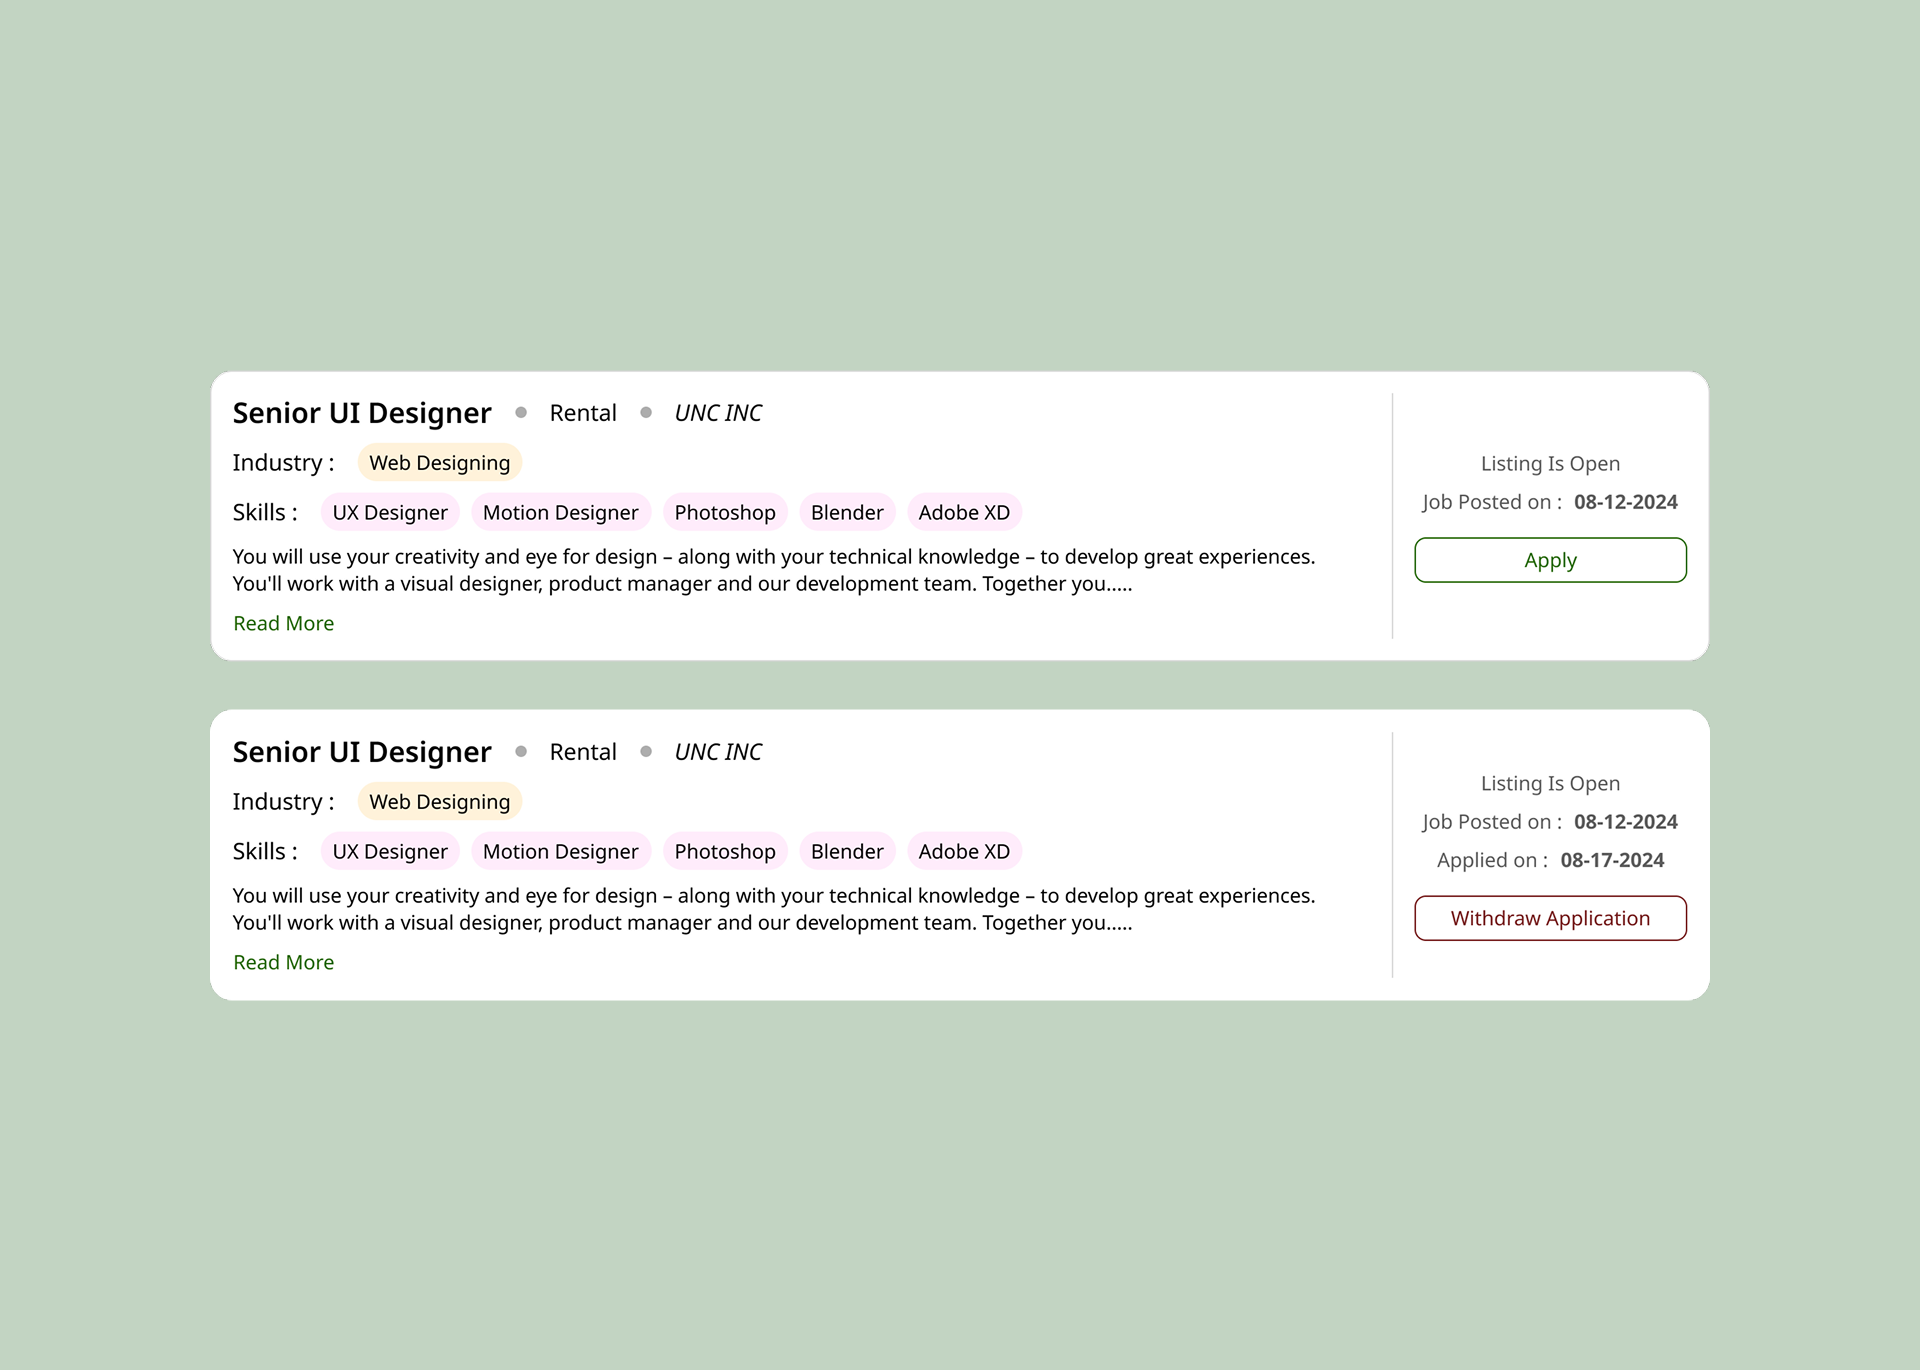 Senior UI Designer Rental UNC INC
Industry : Web Designing
Skills : UX Designer Motion Designer Photoshop Blender Adobe XD
You will use your creativity and eye for design – along with your technical knowledge – to develop great experiences.
You'll work with a visual designer, product manager and our development team. Together you.....
Read More
Listing Is Open
Job Posted on : 08-12-2024
Apply
Senior UI Designer Rental UNC INC
Industry : Web Designing
Skills : UX Designer Motion Designer Photoshop Blender Adobe XD
You will use your creativity and eye for design – along with your technical knowledge – to develop great experiences.
You'll work with a visual designer, product manager and our development team. Together you.....
Read More
Listing Is Open
Job Posted on : 08-12-2024
Applied on : 08-17-2024
Withdraw Application